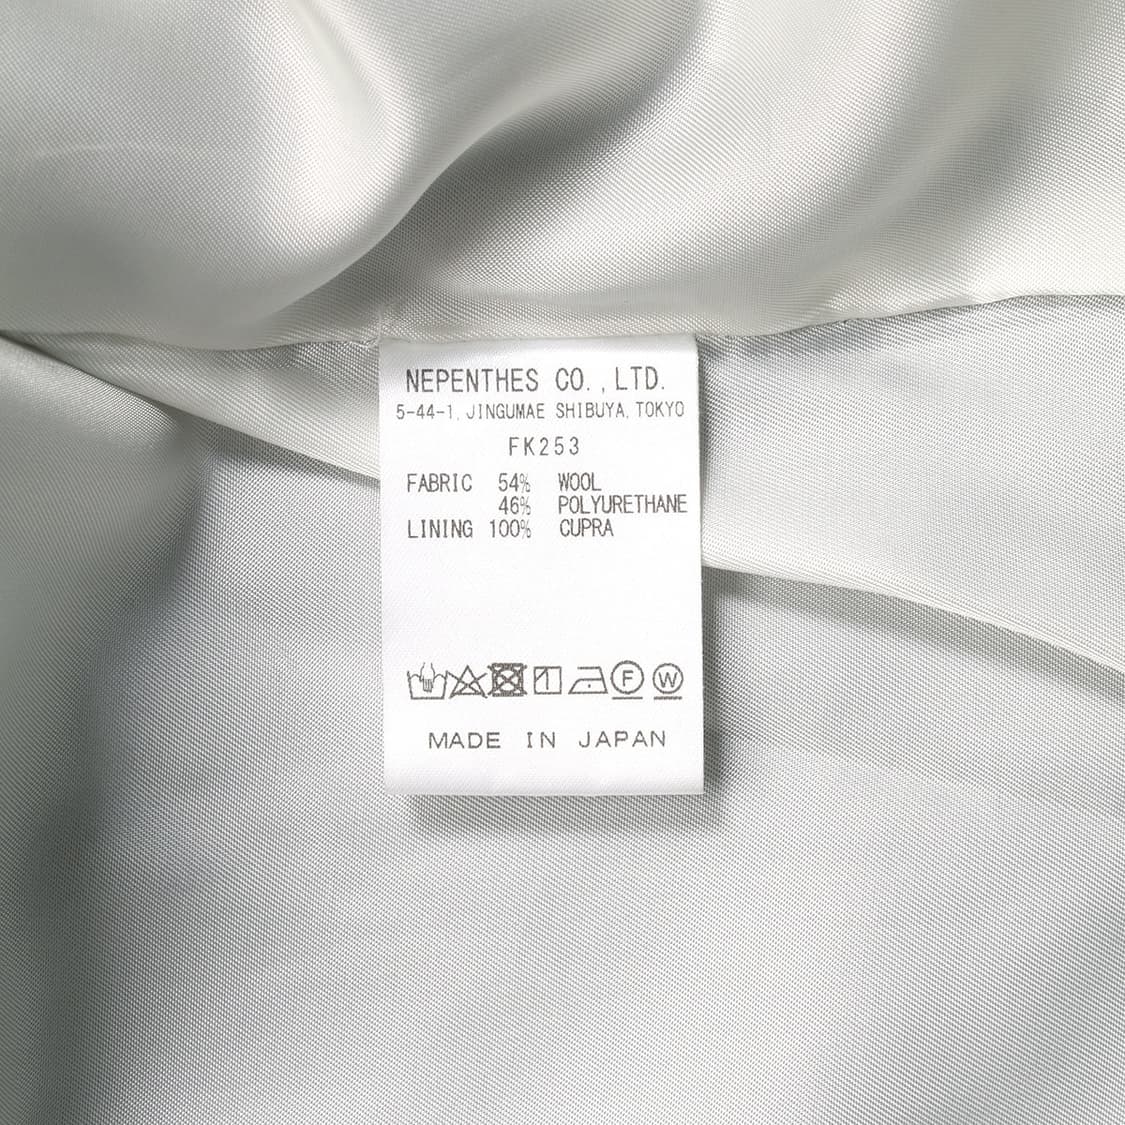 NEPENTHES CO.,LTD.
5-44-1, JINGUMAE SHIBUYA, TOKYO
FK253
FABRIC 54% WOOL
46% POLYURETHANE
LINING 100% CUPRA
F W
MADE IN JAPAN